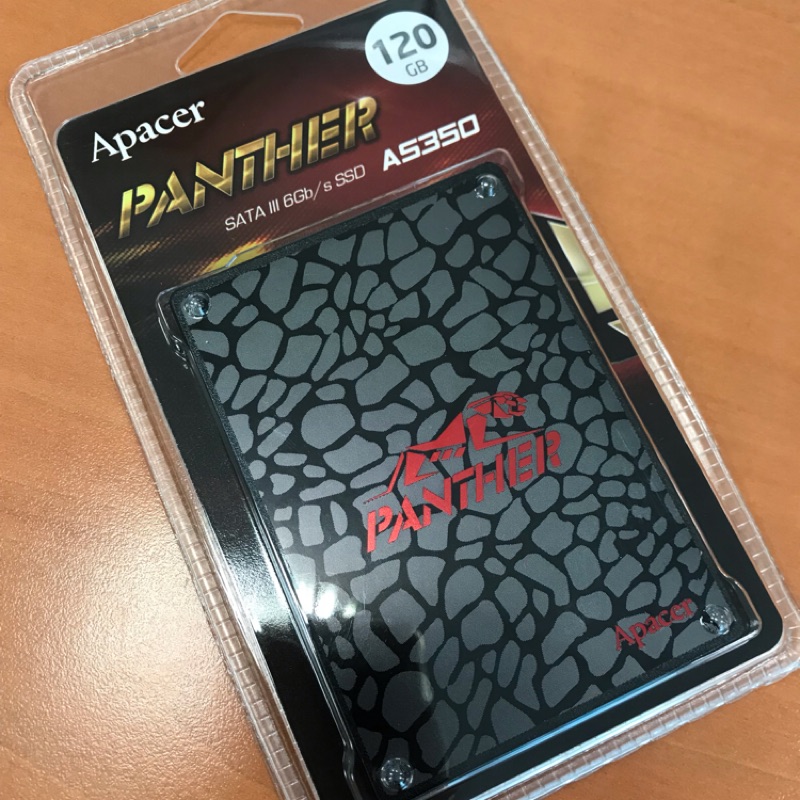 120
GB
Apacer
PANTHER
AS350
SATA III 6Gb/s SSD
PANTHER
Apacer